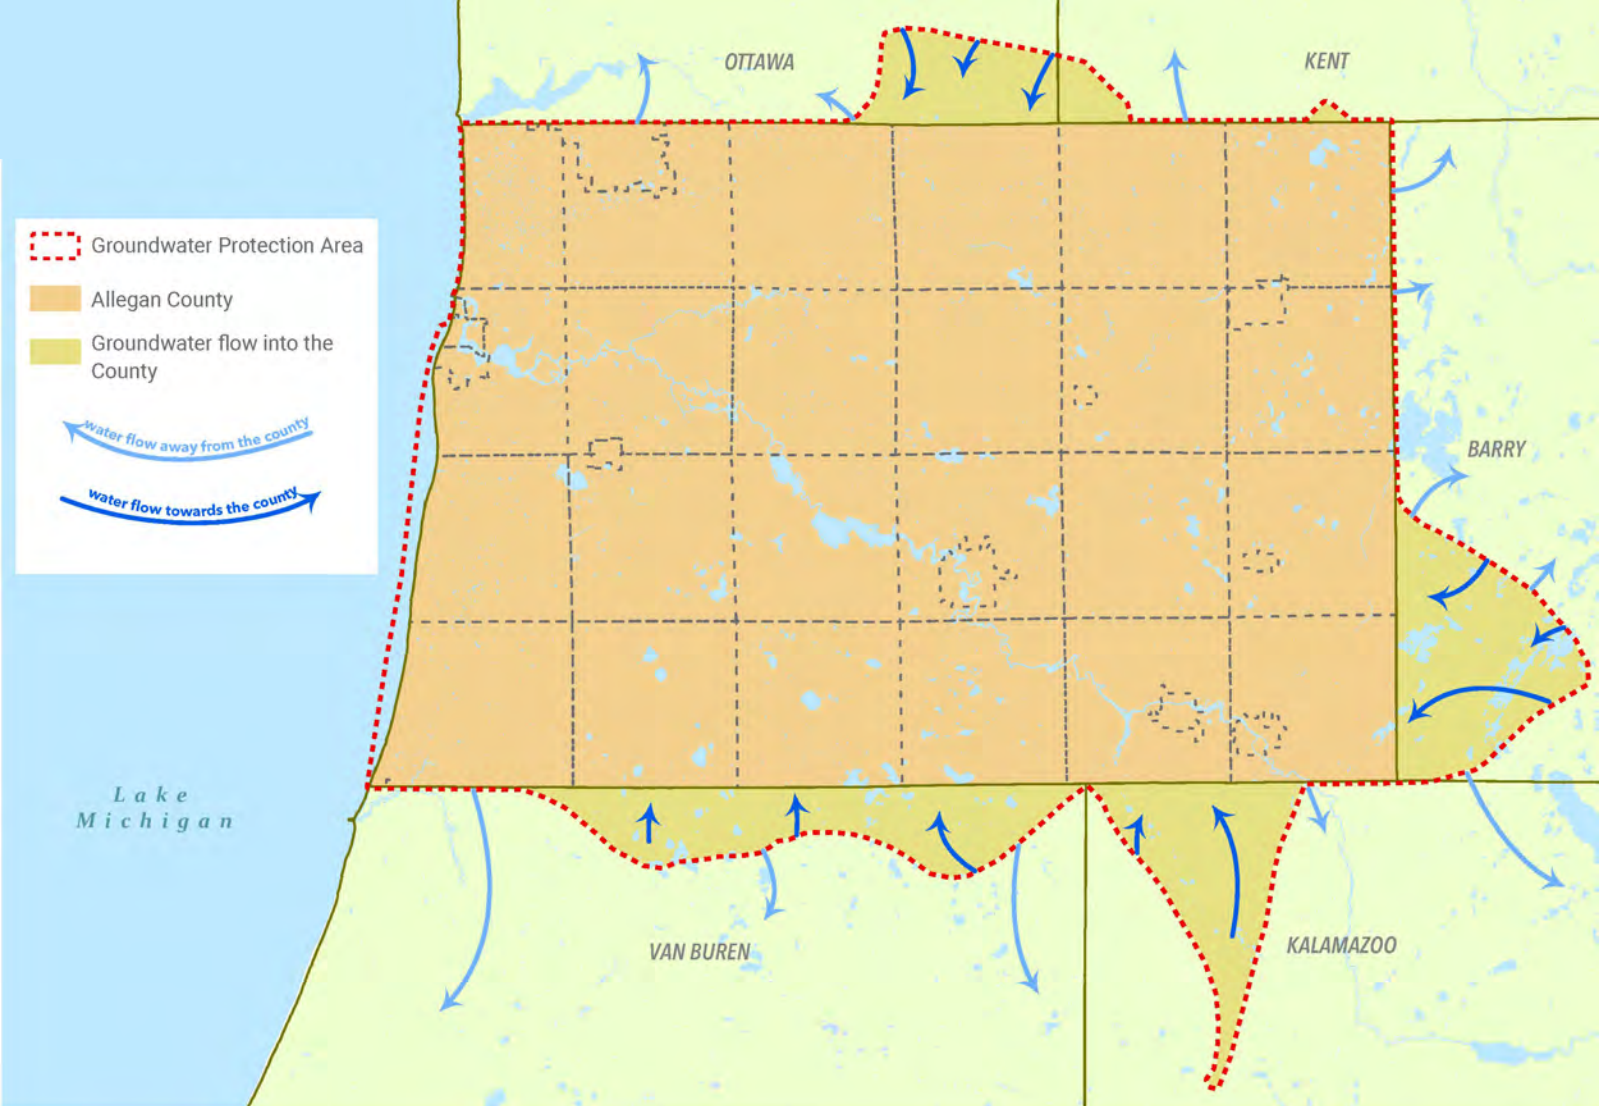 OTTAWA
KENT
Groundwater Protection Area
Allegan County
Groundwater flow into the
County
water flow away from the county
water flow towards the county
BARRY
Lake
Michigan
VAN BUREN
KALAMAZOO